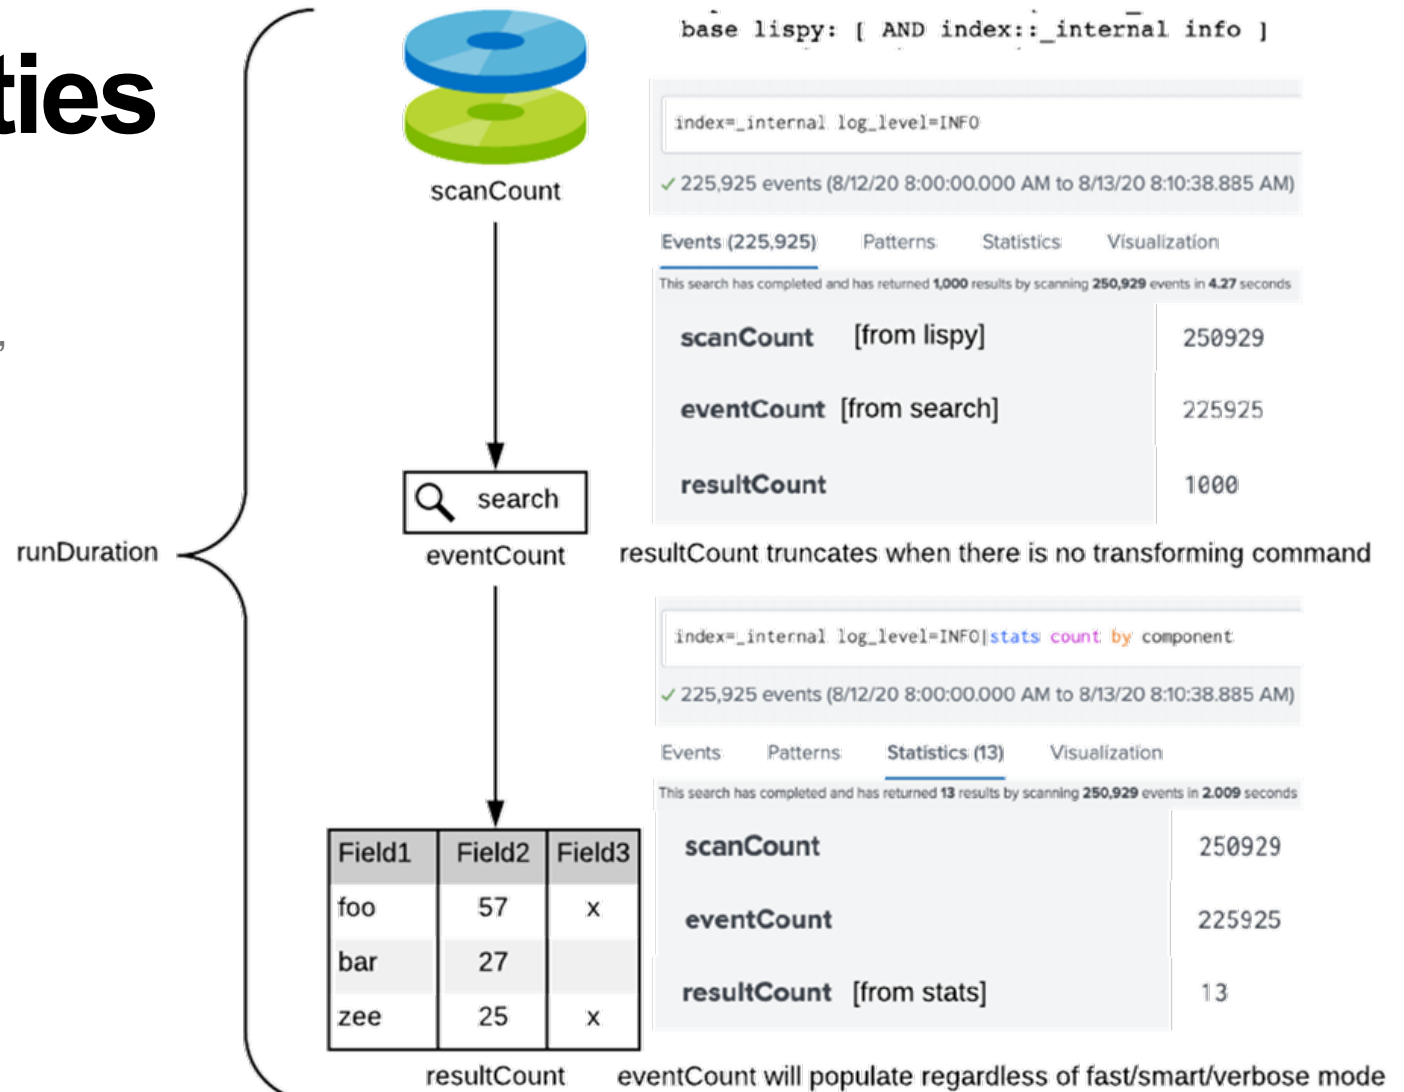 ties
,
base lispy: [ AND index::_internal info ]
scanCount
index=_internal log_level=INFO
225,925 events (8/12/20 8:00:00.000 AM to 8/13/20 8:10:38.885 AM)
Events (225,925) Patterns Statistics Visualization
This search has completed and has returned 1,000 results by scanning 250,929 events in 4.27 seconds
scanCount [from lispy] 250929
eventCount [from search] 225925
resultCount 1000
search
eventCount
runDuration
resultCount truncates when there is no transforming command
index=_internal log_level=INFO|stats count by component
225,925 events (8/12/20 8:00:00.000 AM to 8/13/20 8:10:38.885 AM)
Events Patterns Statistics (13) Visualization
This search has completed and has returned 13 results by scanning 250,929 events in 2.009 seconds
scanCount 250929
eventCount 225925
resultCount [from stats] 13
Field1 Field2 Field3
foo 57 x
bar 27
zee 25 x
resultCount
eventCount will populate regardless of fast/smart/verbose mode